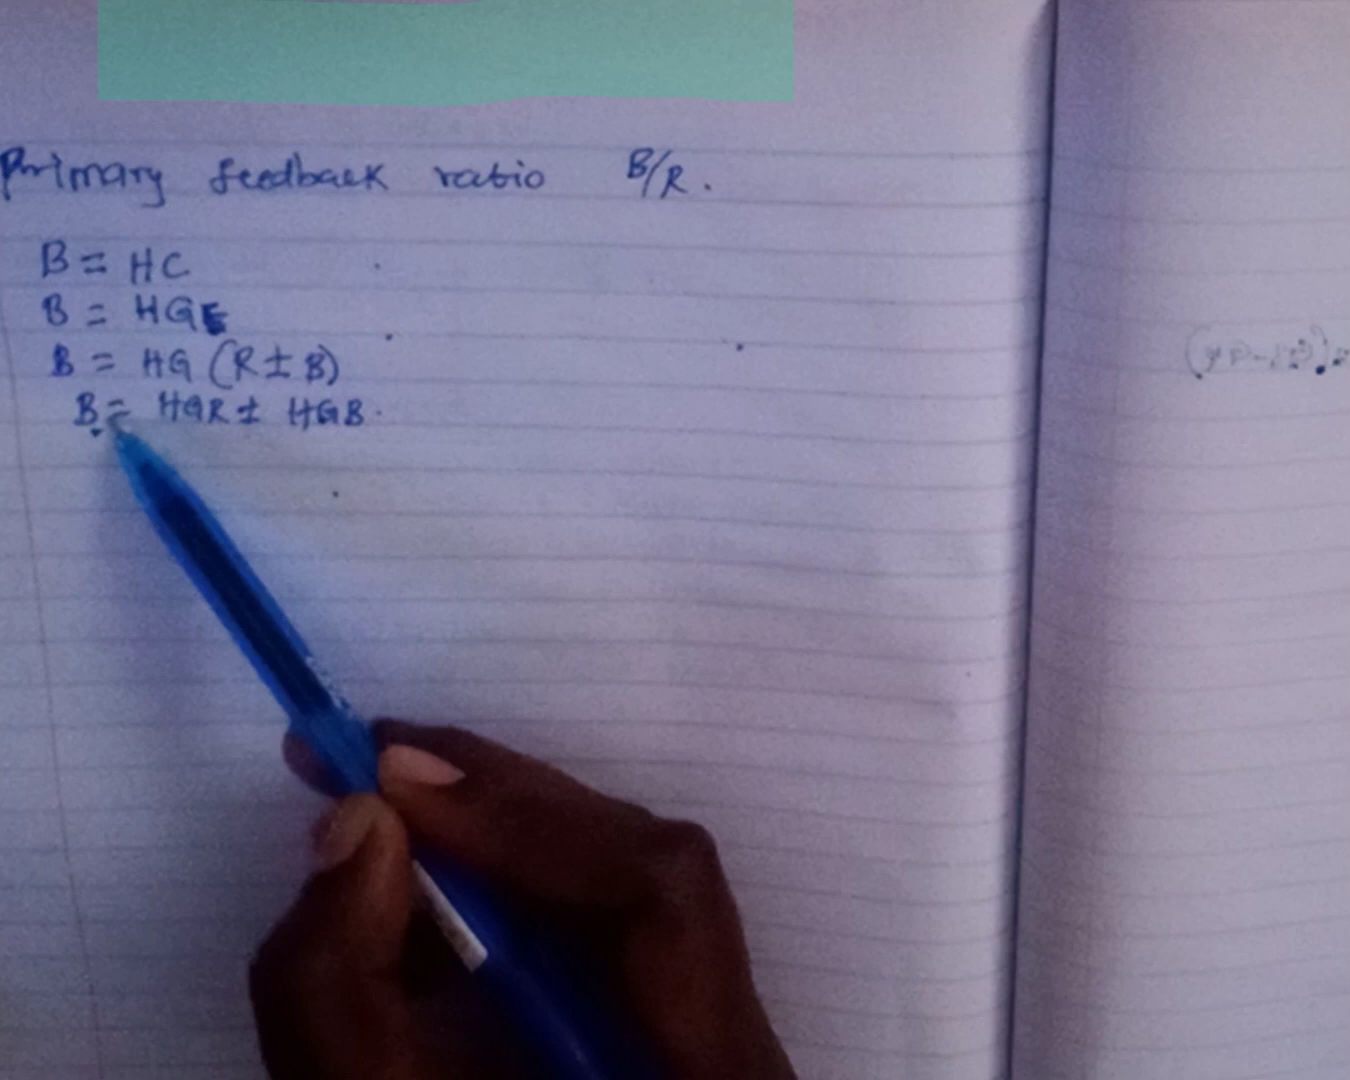 Primary feedback ratio B/R.
B = HC
B = HGE
B = HG (R ± B)
B = HGR ± HGB.